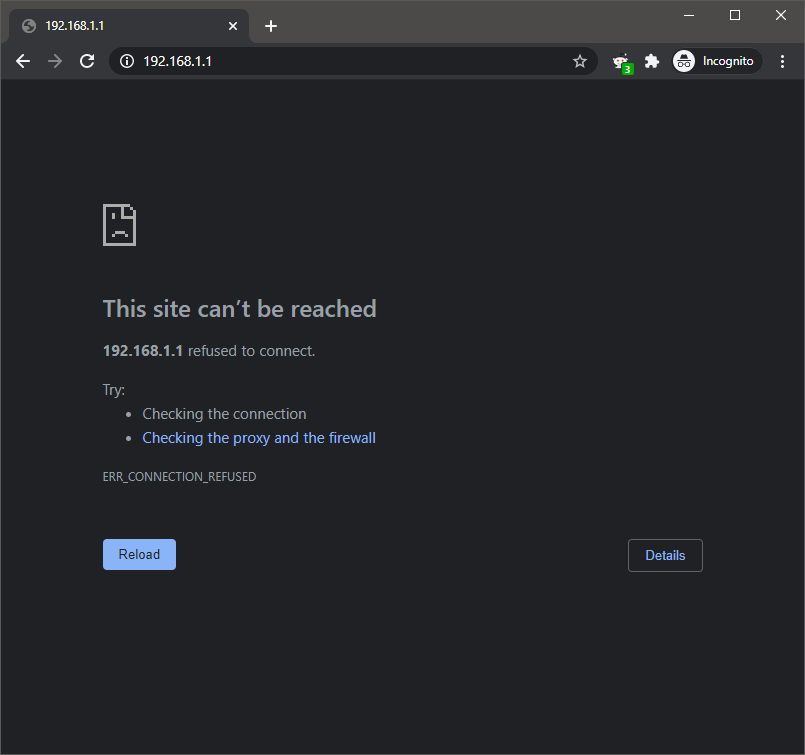 192.168.1.1
192.168.1.1
3
Incognito
This site can’t be reached
192.168.1.1 refused to connect.
Try:
Checking the connection
Checking the proxy and the firewall
ERR_CONNECTION_REFUSED
Reload
Details